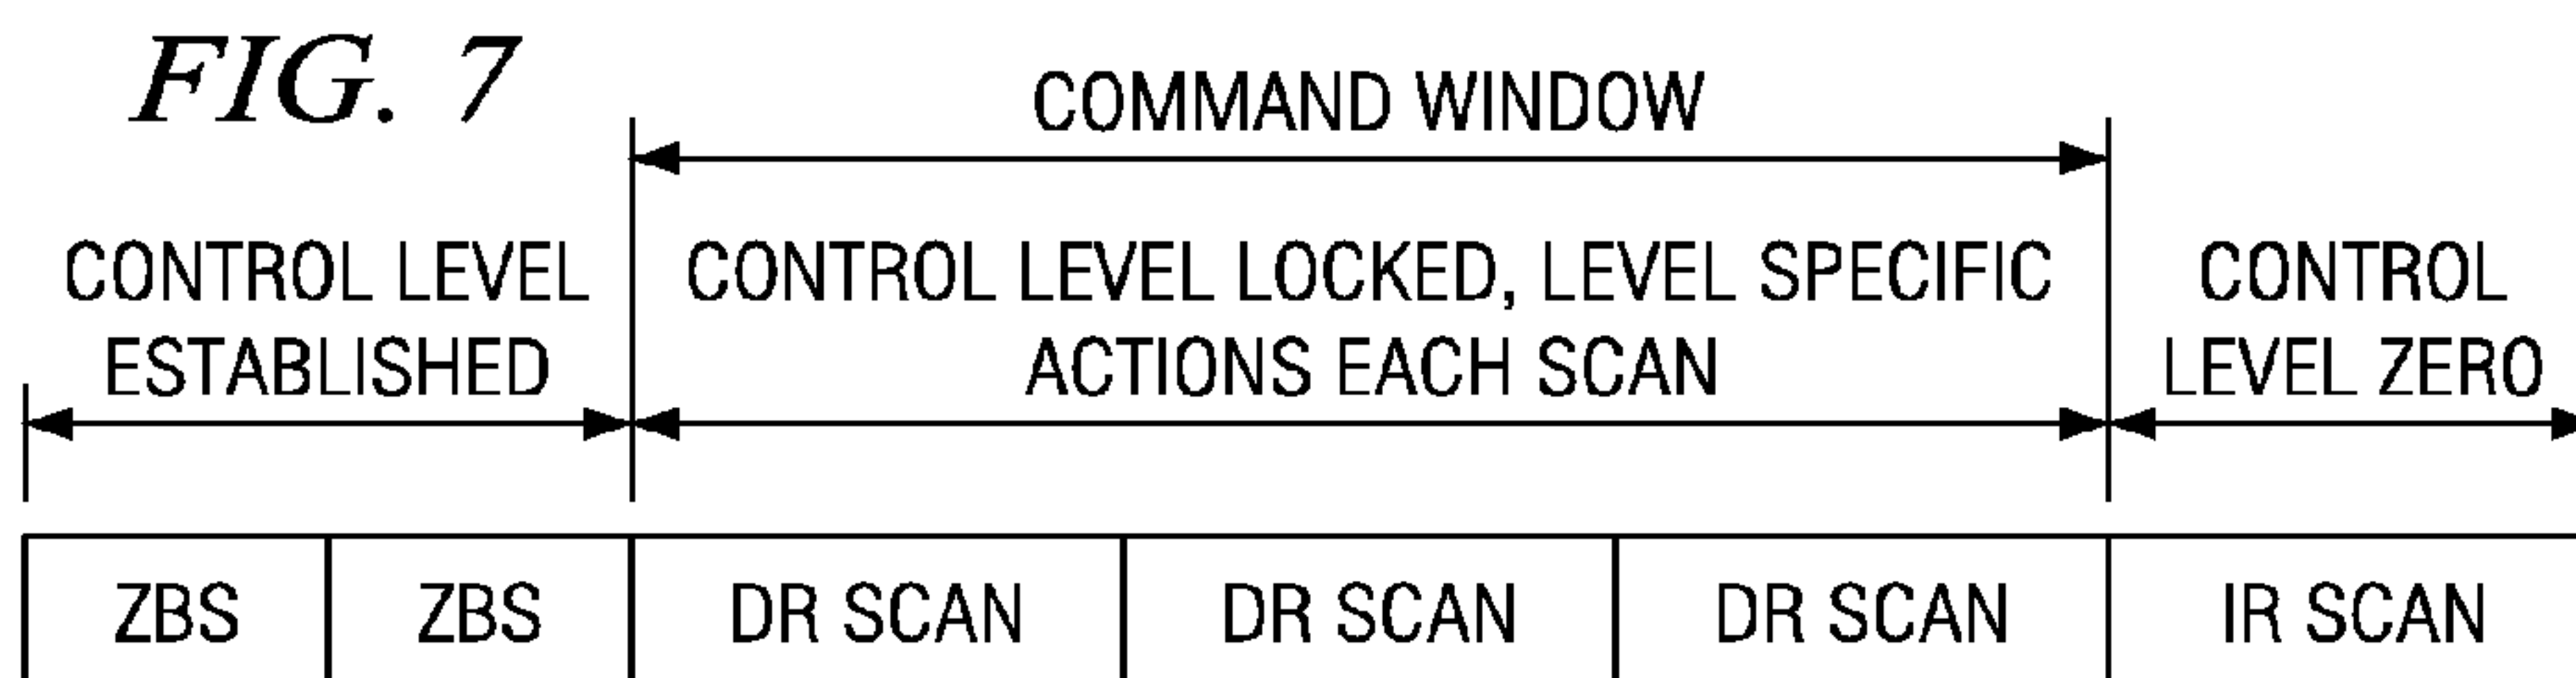 FIG. 7
COMMAND WINDOW
CONTROL LEVEL
ESTABLISHED
CONTROL LEVEL LOCKED, LEVEL SPECIFIC
ACTIONS EACH SCAN
CONTROL
LEVEL ZERO
ZBS
ZBS
DR SCAN
DR SCAN
DR SCAN
IR SCAN